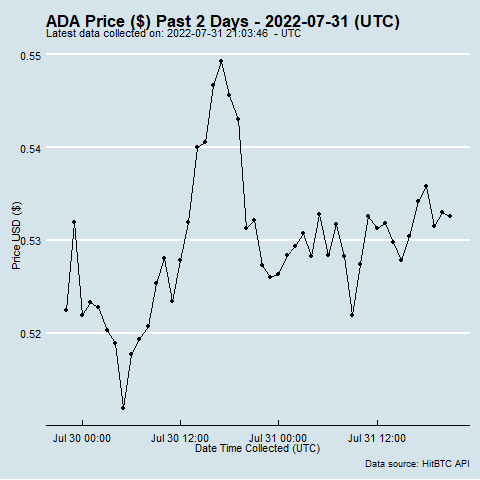 ADA Price ($) Past 2 Days - 2022-07-31 (UTC)
Latest data collected on: 2022-07-31 21:03:46 - UTC
0.55
0.54
0.53
0.52
Price USD ($)
Jul 30 00:00 Jul 30 12:00 Jul 31 00:00 Jul 31 12:00
Date Time Collected (UTC)
Data source: HitBTC API